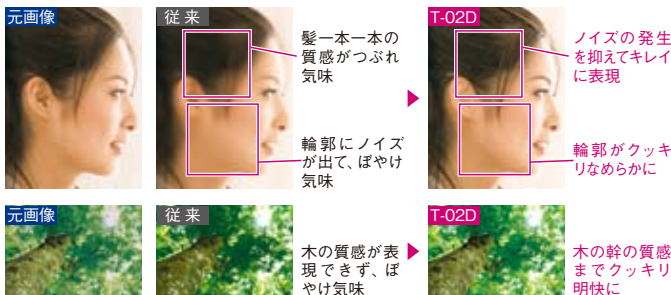 元画像
従来
髪一本一本の
質感がつぶれ
気味
輪郭にノイズ
が出て、ぼやけ
気味
T-02D
ノイズの発生
を抑えてキレイ
に表現
輪郭がクッキ
リなめらかに
元画像
従来
木の質感が表
現できず、ぼ
やけ気味
T-02D
木の幹の質感
までクッキリ
明快に